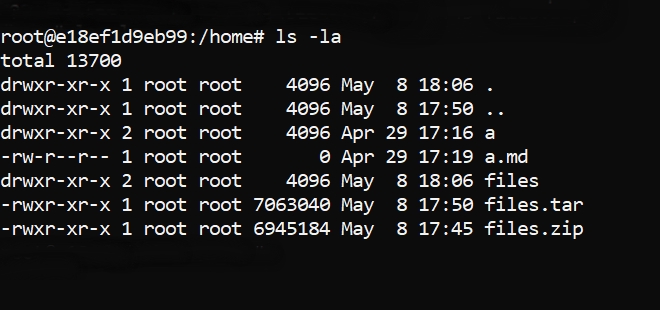 root@e18ef1d9eb99:/home# ls -la
total 13700
drwxr-xr-x 1 root root    4096 May  8 18:06 .
drwxr-xr-x 1 root root    4096 May  8 17:50 ..
drwxr-xr-x 2 root root    4096 Apr 29 17:16 a
-rw-r--r-- 1 root root       0 Apr 29 17:19 a.md
drwxr-xr-x 2 root root    4096 May  8 18:06 files
-rwxr-xr-x 1 root root 7063040 May  8 17:50 files.tar
-rwxr-xr-x 1 root root 6945184 May  8 17:45 files.zip